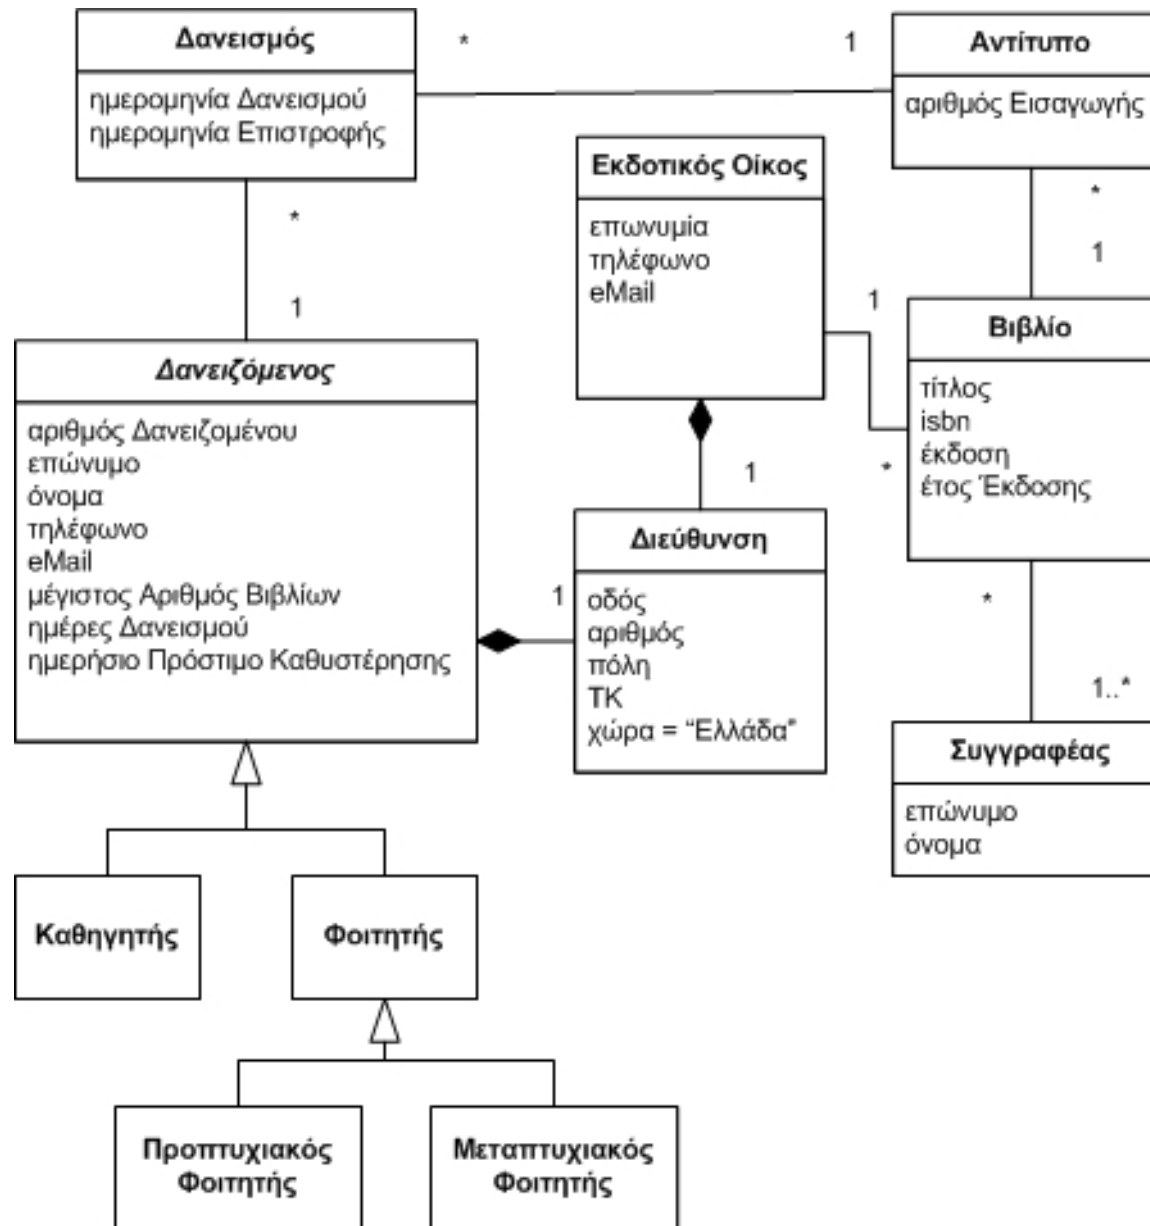 Δανεισμός
ημερομηνία Δανεισμού
ημερομηνία Επιστροφής
*
1
Αντίτυπο
αριθμός Εισαγωγής
*
1
*
1
Εκδοτικός Οίκος
επωνυμία
τηλέφωνο
eMail
1
*
Βιβλίο
τίτλος
isbn
έκδοση
έτος Έκδοσης
Δανειζόμενος
αριθμός Δανειζομένου
επώνυμο
όνομα
τηλέφωνο
eMail
μέγιστος Αριθμός Βιβλίων
ημέρες Δανεισμού
ημερήσιο Πρόστιμο Καθυστέρησης
1
1
Διεύθυνση
οδός
αριθμός
πόλη
ΤΚ
χώρα = “Ελλάδα”
*
1..*
Συγγραφέας
επώνυμο
όνομα
Καθηγητής
Φοιτητής
Προπτυχιακός
Φοιτητής
Μεταπτυχιακός
Φοιτητής